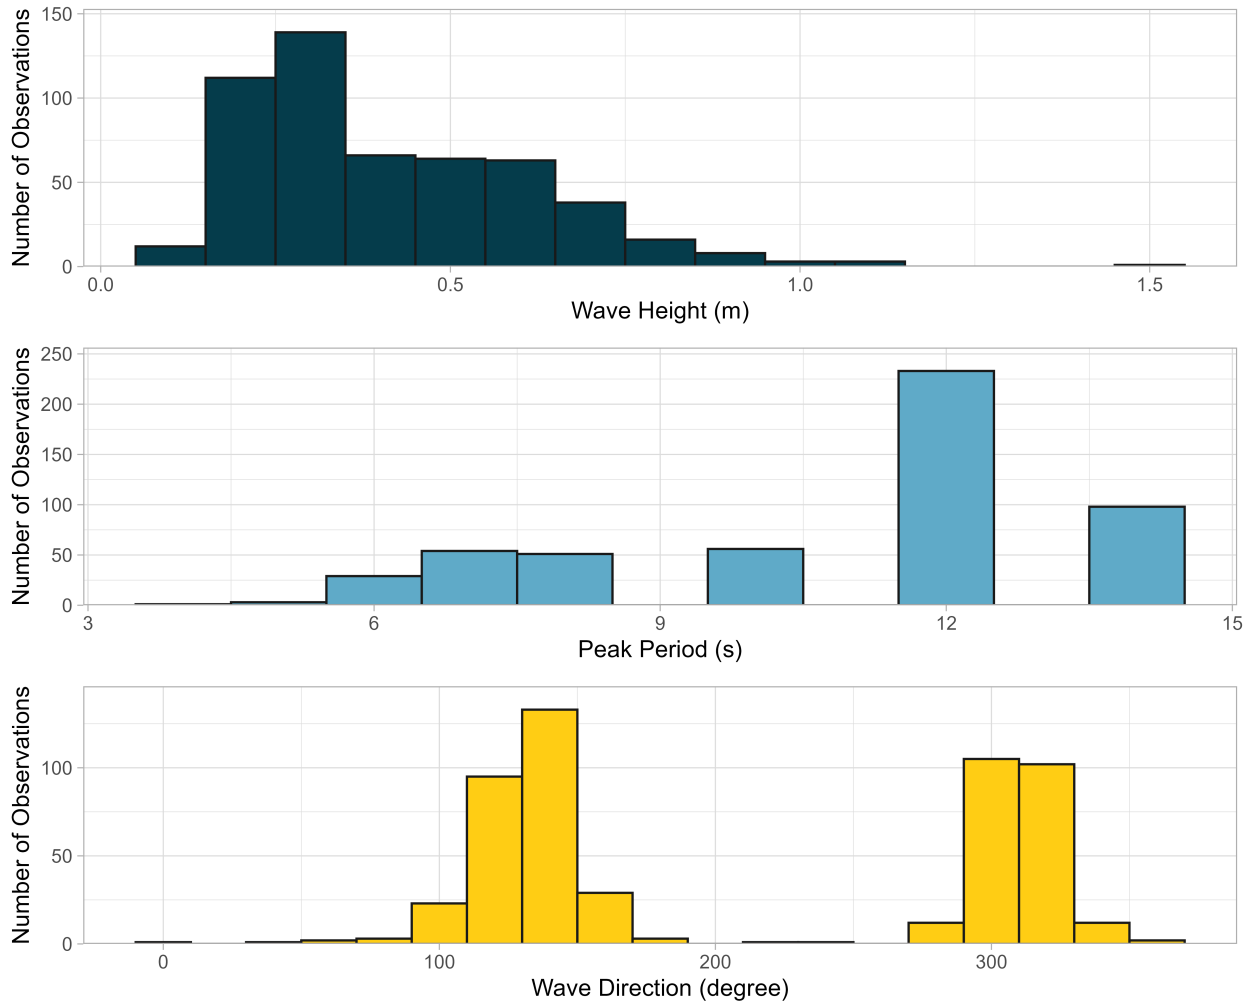 Number of Observations
150
100
50
0
0.0 0.5 1.0 1.5
Wave Height (m)
Number of Observations
250
200
150
100
50
0
3 6 9 12 15
Peak Period (s)
Number of Observations
100
50
0
0 100 200 300
Wave Direction (degree)